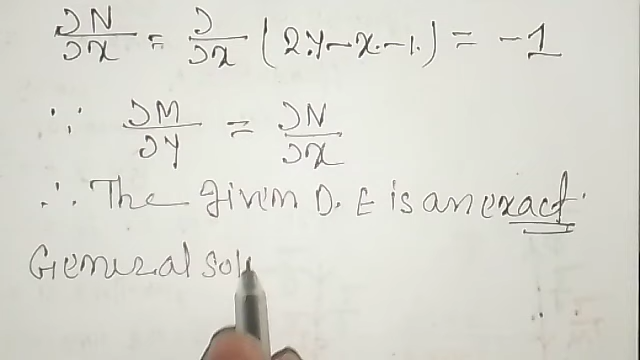 ∂N/∂x = ∂/∂x (2y-x-1) = -1
∵ ∂M/∂y = ∂N/∂x
∴ The given D.E is an exact.
General sol